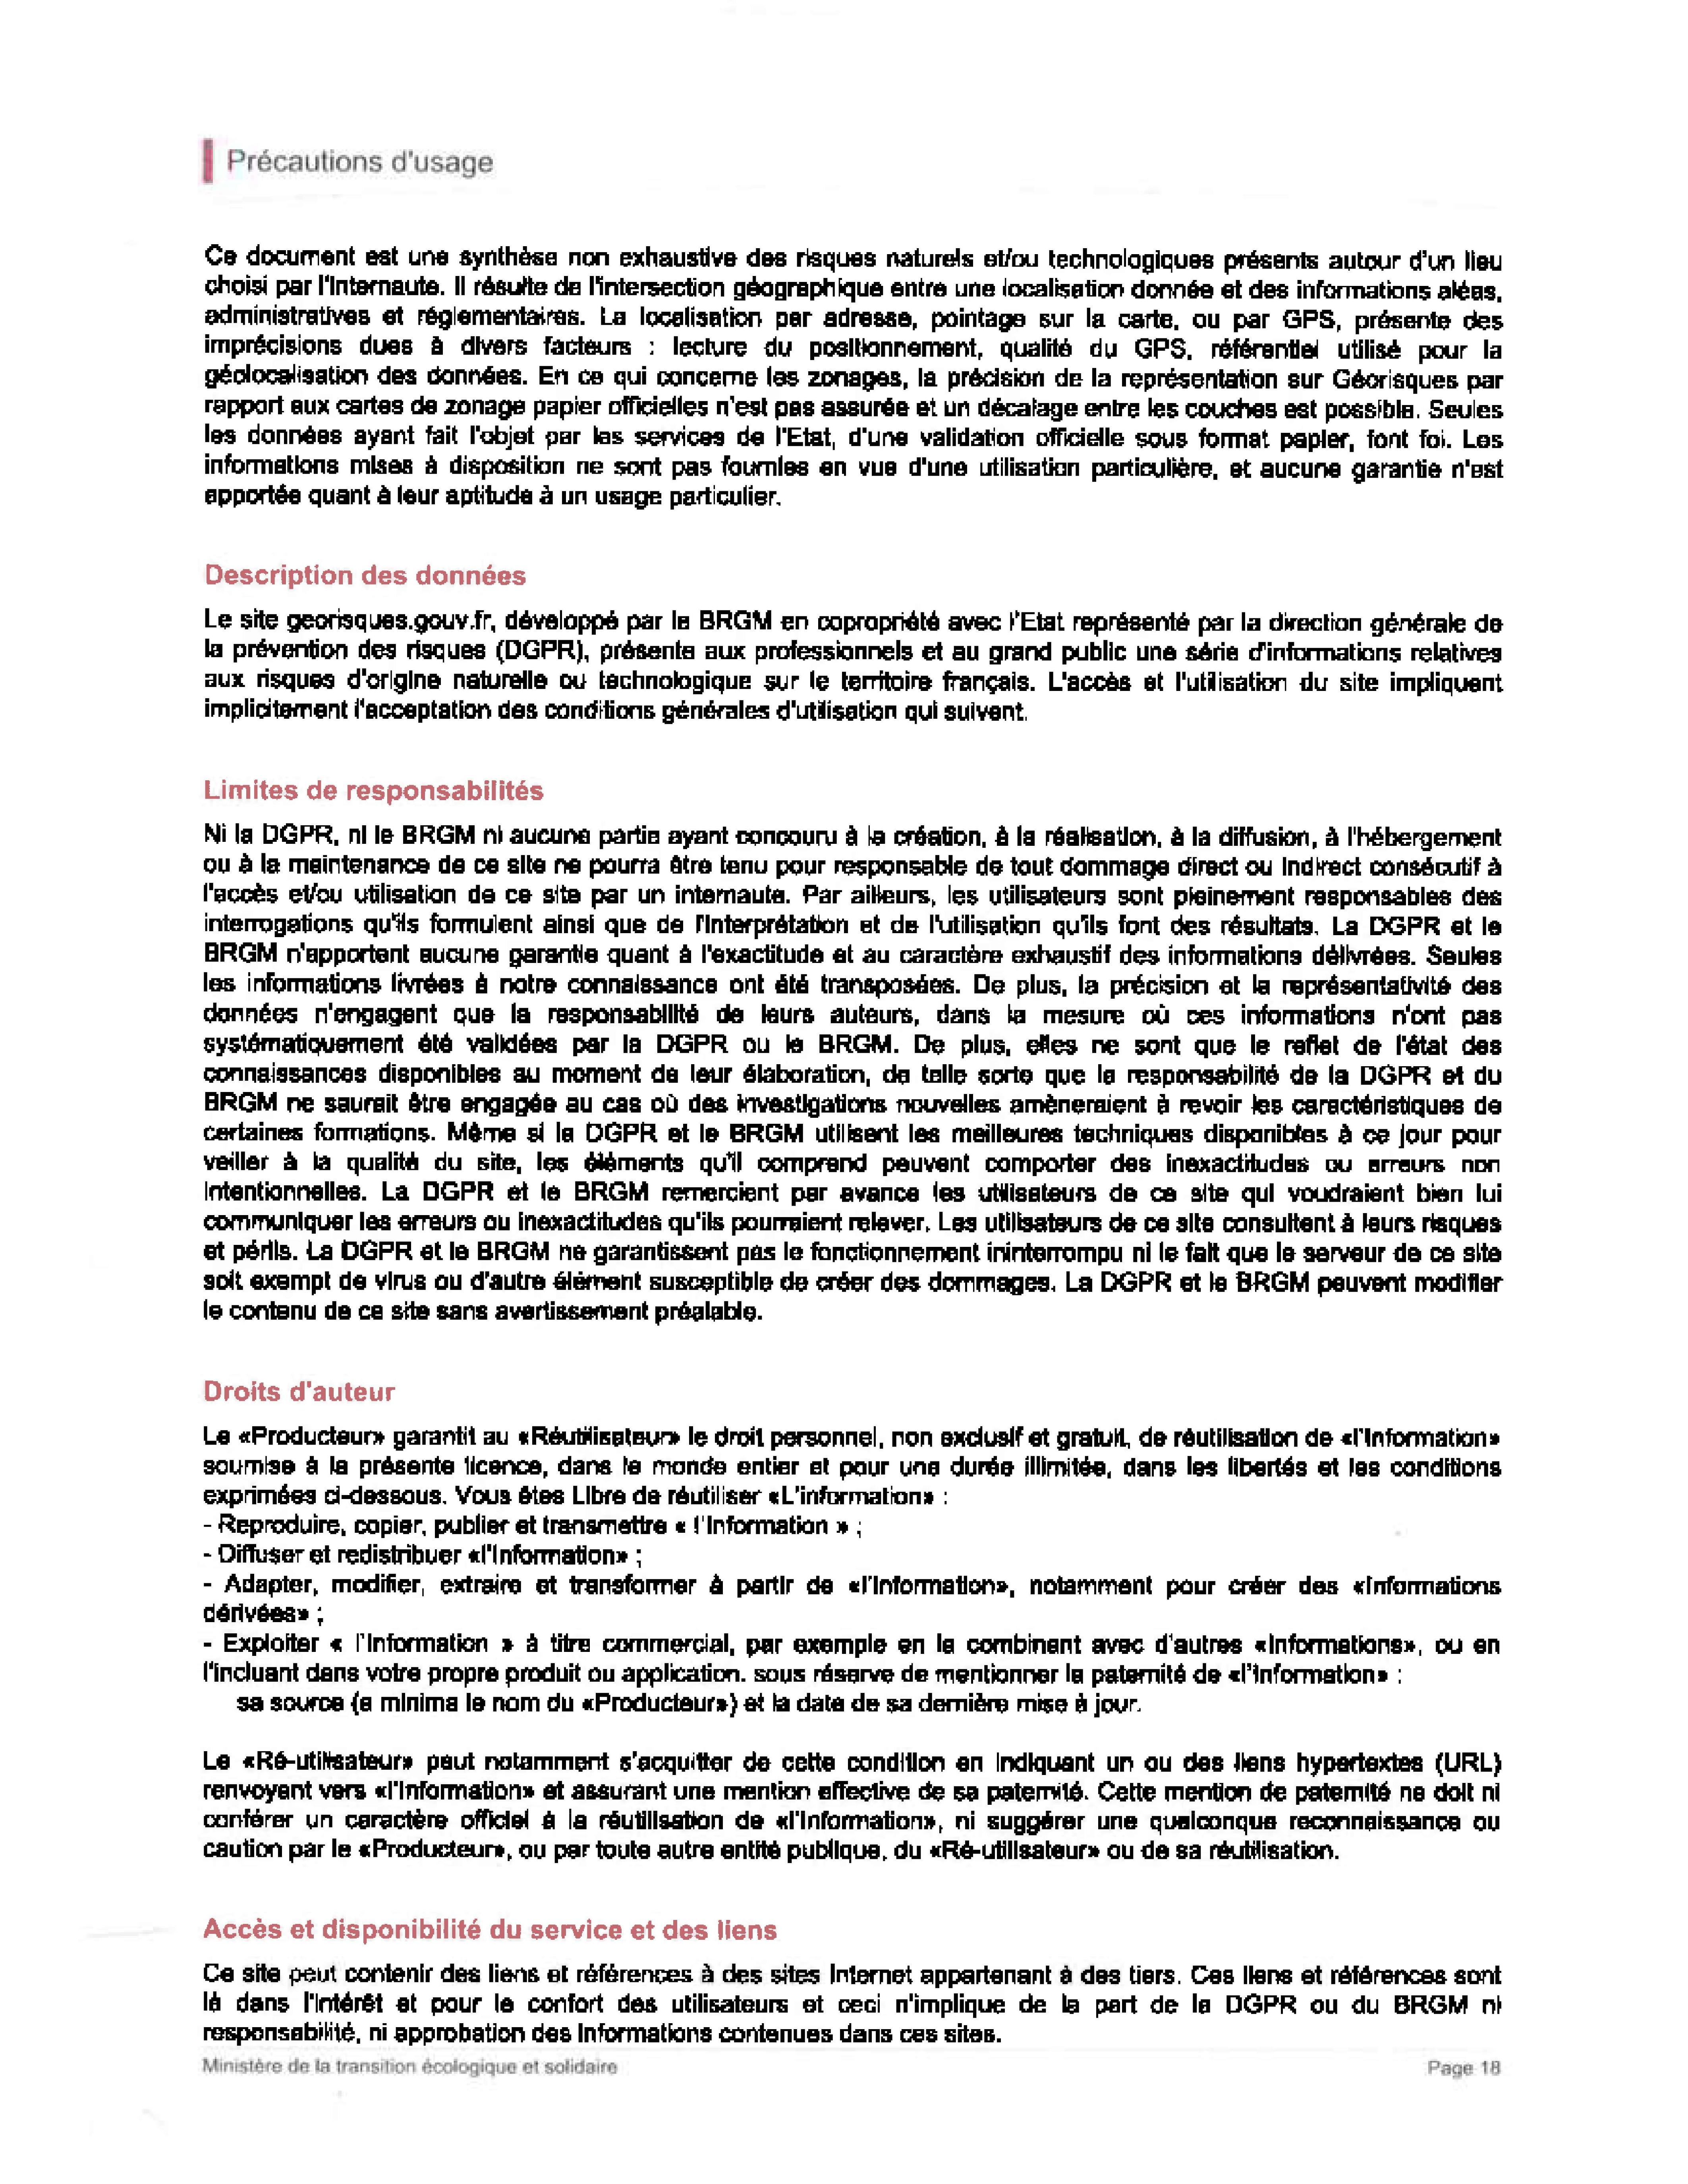 Précautions d'usage
Ce document est une synthèse non exhaustive des risques naturels et/ou technologiques présents autour d'un lieu
choisi par l'internaute. Il résulte de l'intersection géographique entre une localisation donnée et des informations aléas,
administratives et réglementaires. La localisation par adresse, pointage sur la carte, ou par GPS, présente des
imprécisions dues à divers facteurs : lecture du positionnement, qualité du GPS, référentiel utilisé pour la
géolocalisation des données. En ce qui concerne les zonages, la précision de la représentation sur Géorisques par
rapport aux cartes de zonage papier officielles n'est pas assurée et un décalage entre les couches est possible. Seules
les données ayant fait l'objet par les services de l'Etat, d'une validation officielle sous format papier, font foi. Les
informations mises à disposition ne sont pas fournies en vue d'une utilisation particulière, et aucune garantie n'est
apportée quant à leur aptitude à un usage particulier.
Description des données
Le site georisques.gouv.fr, développé par le BRGM en copropriété avec l'Etat représenté par la direction générale de
la prévention des risques (DGPR), présente aux professionnels et au grand public une série d'informations relatives
aux risques d'origine naturelle ou technologique sur le territoire français. L'accès et l'utilisation du site impliquent
implicitement l'acceptation des conditions générales d'utilisation qui suivent.
Limites de responsabilités
Ni la DGPR, ni le BRGM ni aucune partie ayant concouru à la création, à la réalisation, à la diffusion, à l'hébergement
ou à la maintenance de ce site ne pourra être tenu pour responsable de tout dommage direct ou indirect consécutif à
l'accès et/ou utilisation de ce site par un internaute. Par ailleurs, les utilisateurs sont pleinement responsables des
interrogations qu'ils formulent ainsi que de l'interprétation et de l'utilisation qu'ils font des résultats. La DGPR et le
BRGM n'apportent aucune garantie quant à l'exactitude et au caractère exhaustif des informations délivrées. Seules
les informations livrées à notre connaissance ont été transposées. De plus, la précision et la représentativité des
données n'engagent que la responsabilité de leurs auteurs, dans la mesure où ces informations n'ont pas
systématiquement été validées par la DGPR ou le BRGM. De plus, elles ne sont que le reflet de l'état des
connaissances disponibles au moment de leur élaboration, de telle sorte que la responsabilité de la DGPR et du
BRGM ne saurait être engagée au cas où des investigations nouvelles amèneraient à revoir les caractéristiques de
certaines formations. Même si la DGPR et le BRGM utilisent les meilleures techniques disponibles à ce jour pour
veiller à la qualité du site, les éléments qu'il comprend peuvent comporter des inexactitudes ou erreurs non
intentionnelles. La DGPR et le BRGM remercient par avance les utilisateurs de ce site qui voudraient bien lui
communiquer les erreurs ou inexactitudes qu'ils pourraient relever. Les utilisateurs de ce site consultent à leurs risques
et périls. La DGPR et le BRGM ne garantissent pas le fonctionnement ininterrompu ni le fait que le serveur de ce site
soit exempt de virus ou d'autre élément susceptible de créer des dommages. La DGPR et le BRGM peuvent modifier
le contenu de ce site sans avertissement préalable.
Droits d'auteur
Le «Producteur» garantit au «Réutilisateur» le droit personnel, non exclusif et gratuit, de réutilisation de «l'Information»
soumise à la présente licence, dans le monde entier et pour une durée illimitée, dans les libertés et les conditions
exprimées ci-dessous. Vous êtes Libre de réutiliser «L'information» :
- Reproduire, copier, publier et transmettre « l'Information » ;
- Diffuser et redistribuer «l'Information» ;
- Adapter, modifier, extraire et transformer à partir de «l'Information», notamment pour créer des «Informations
dérivées» ;
- Exploiter « l'Information » à titre commercial, par exemple en la combinant avec d'autres «Informations», ou en
l'incluant dans votre propre produit ou application. sous réserve de mentionner la paternité de «l'Information» :
sa source (a minima le nom du «Producteur») et la date de sa dernière mise à jour.
Le «Ré-utilisateur» peut notamment s'acquitter de cette condition en indiquant un ou des liens hypertextes (URL)
renvoyant vers «l'Information» et assurant une mention effective de sa paternité. Cette mention de paternité ne doit ni
conférer un caractère officiel à la réutilisation de «l'Information», ni suggérer une quelconque reconnaissance ou
caution par le «Producteur», ou par toute autre entité publique, du «Ré-utilisateur» ou de sa réutilisation.
Accès et disponibilité du service et des liens
Ce site peut contenir des liens et références à des sites Internet appartenant à des tiers. Ces liens et références sont
là dans l'intérêt et pour le confort des utilisateurs et ceci n'implique de la part de la DGPR ou du BRGM ni
responsabilité, ni approbation des informations contenues dans ces sites.
Ministère de la transition écologique et solidaire
Page 18